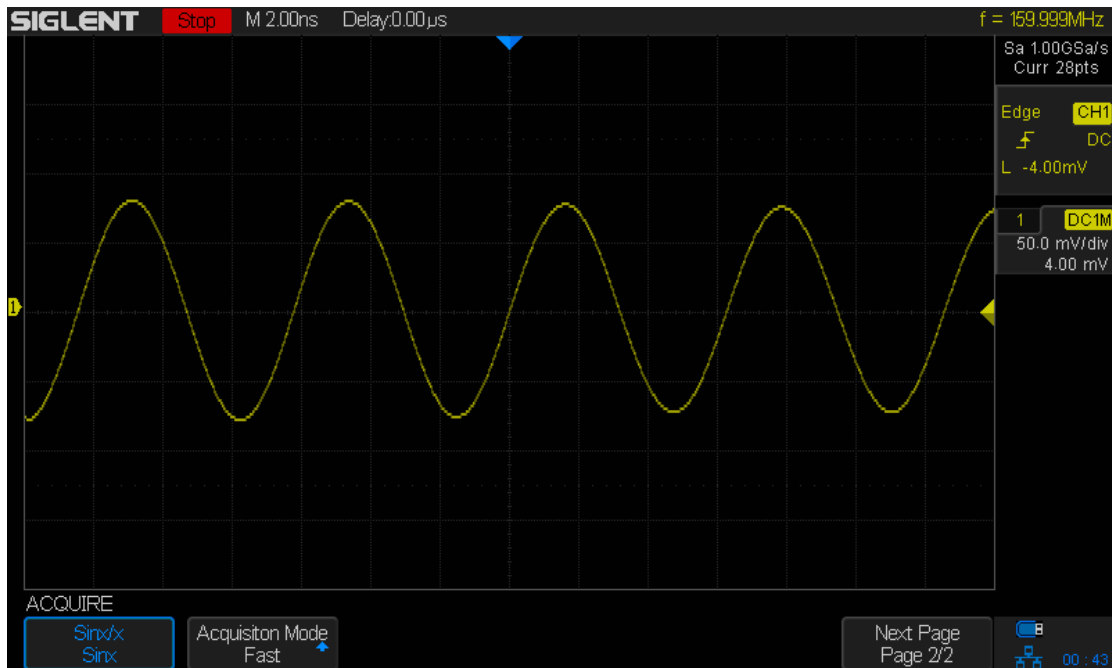 SIGLENT Stop M 2.00ns Delay:0.00µs f = 159.999MHz
Sa 1.00GSa/s
Curr 28pts
Edge CH1
DC
L -4.00mV
1 DC1M
50.0 mV/div
4.00 mV
1
ACQUIRE
Sinx/x
Sinx
Acquisiton Mode
Fast
Next Page
Page 2/2
00:43